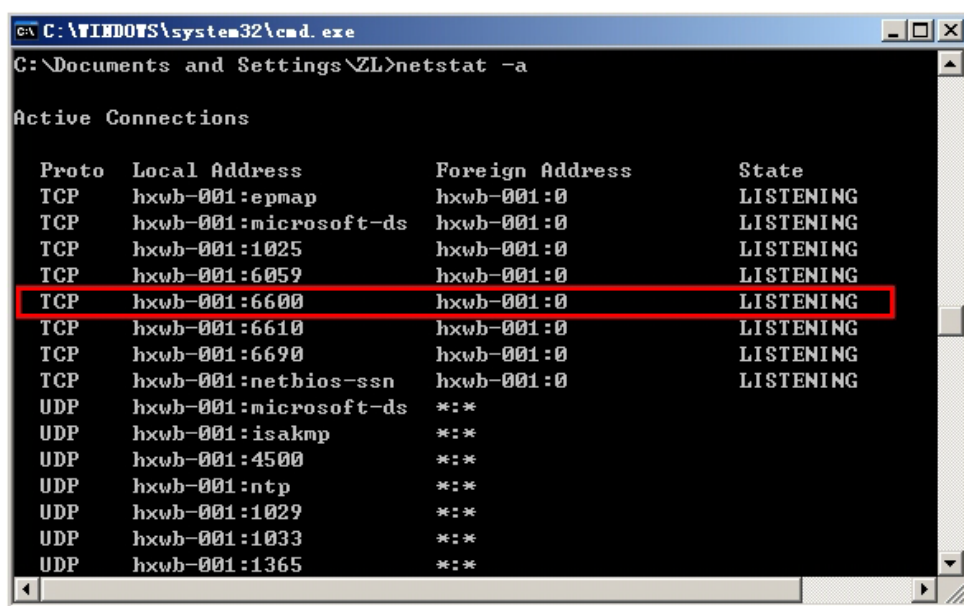 C:\WINDOWS\system32\cmd.exe
C:\Documents and Settings\ZL>netstat -a
Active Connections
Proto Local Address Foreign Address State
TCP hxwb-001:epmap hxwb-001:0 LISTENING
TCP hxwb-001:microsoft-ds hxwb-001:0 LISTENING
TCP hxwb-001:1025 hxwb-001:0 LISTENING
TCP hxwb-001:6059 hxwb-001:0 LISTENING
TCP hxwb-001:6600 hxwb-001:0 LISTENING
TCP hxwb-001:6610 hxwb-001:0 LISTENING
TCP hxwb-001:6690 hxwb-001:0 LISTENING
TCP hxwb-001:netbios-ssn hxwb-001:0 LISTENING
UDP hxwb-001:microsoft-ds *:*
UDP hxwb-001:isakmp *:*
UDP hxwb-001:4500 *:*
UDP hxwb-001:ntp *:*
UDP hxwb-001:1029 *:*
UDP hxwb-001:1033 *:*
UDP hxwb-001:1365 *:*